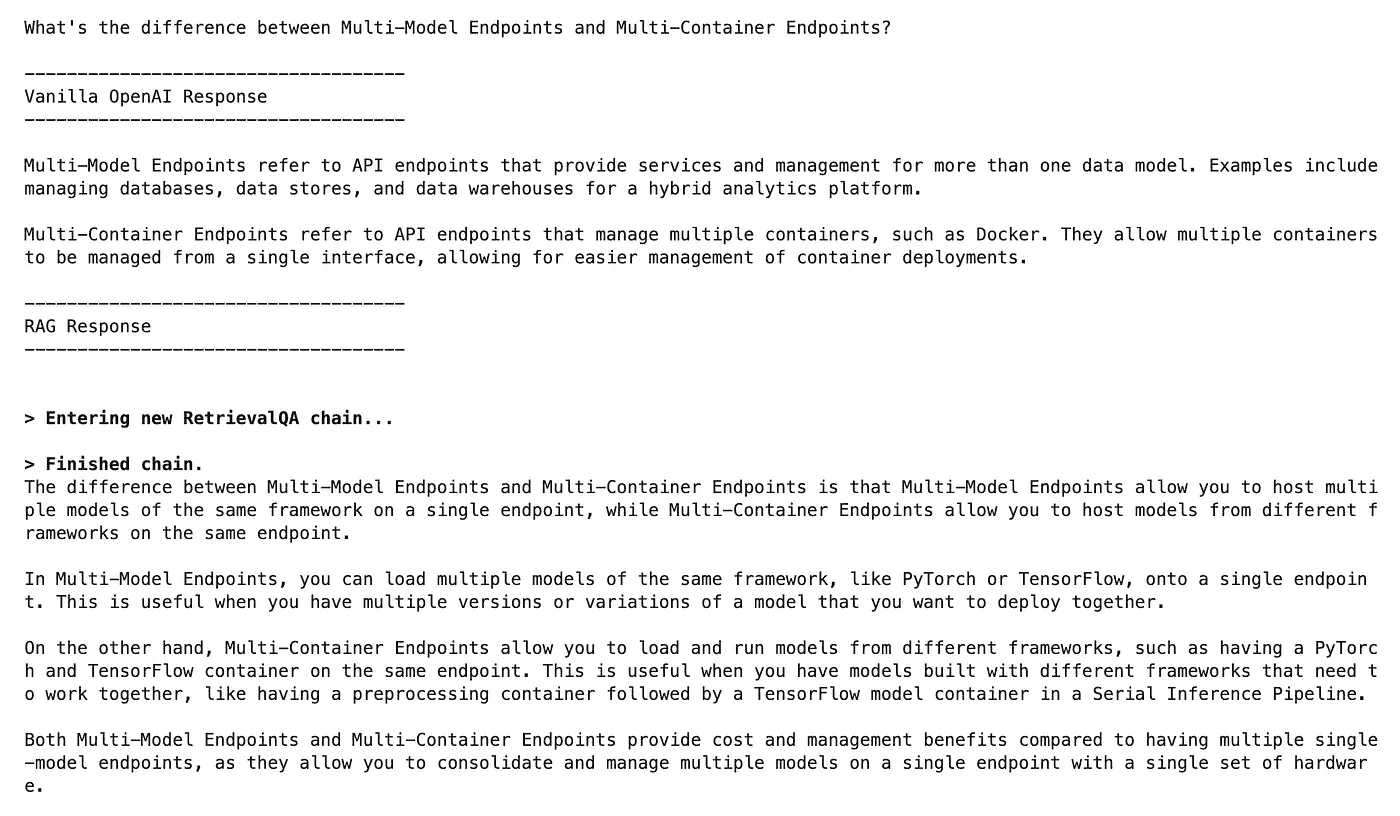 What's the difference between Multi-Model Endpoints and Multi-Container Endpoints?
------------------------------------
Vanilla OpenAI Response
------------------------------------
Multi-Model Endpoints refer to API endpoints that provide services and management for more than one data model. Examples include
managing databases, data stores, and data warehouses for a hybrid analytics platform.
Multi-Container Endpoints refer to API endpoints that manage multiple containers, such as Docker. They allow multiple containers
to be managed from a single interface, allowing for easier management of container deployments.
------------------------------------
RAG Response
------------------------------------
> Entering new RetrievalQA chain...
> Finished chain.
The difference between Multi-Model Endpoints and Multi-Container Endpoints is that Multi-Model Endpoints allow you to host multi
ple models of the same framework on a single endpoint, while Multi-Container Endpoints allow you to host models from different f
rameworks on the same endpoint.
In Multi-Model Endpoints, you can load multiple models of the same framework, like PyTorch or TensorFlow, onto a single endpoin
t. This is useful when you have multiple versions or variations of a model that you want to deploy together.
On the other hand, Multi-Container Endpoints allow you to load and run models from different frameworks, such as having a PyTorc
h and TensorFlow container on the same endpoint. This is useful when you have models built with different frameworks that need t
o work together, like having a preprocessing container followed by a TensorFlow model container in a Serial Inference Pipeline.
Both Multi-Model Endpoints and Multi-Container Endpoints provide cost and management benefits compared to having multiple single
-model endpoints, as they allow you to consolidate and manage multiple models on a single endpoint with a single set of hardwar
e.